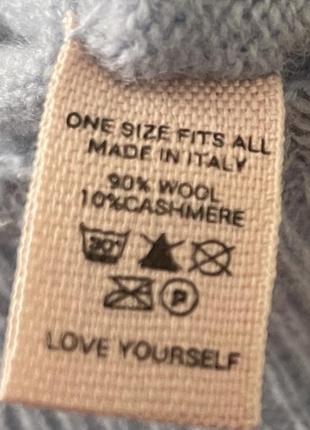 ONE SIZE FITS ALL
MADE IN ITALY
90% WOOL
10%CASHMERE
30°
P
LOVE YOURSELF